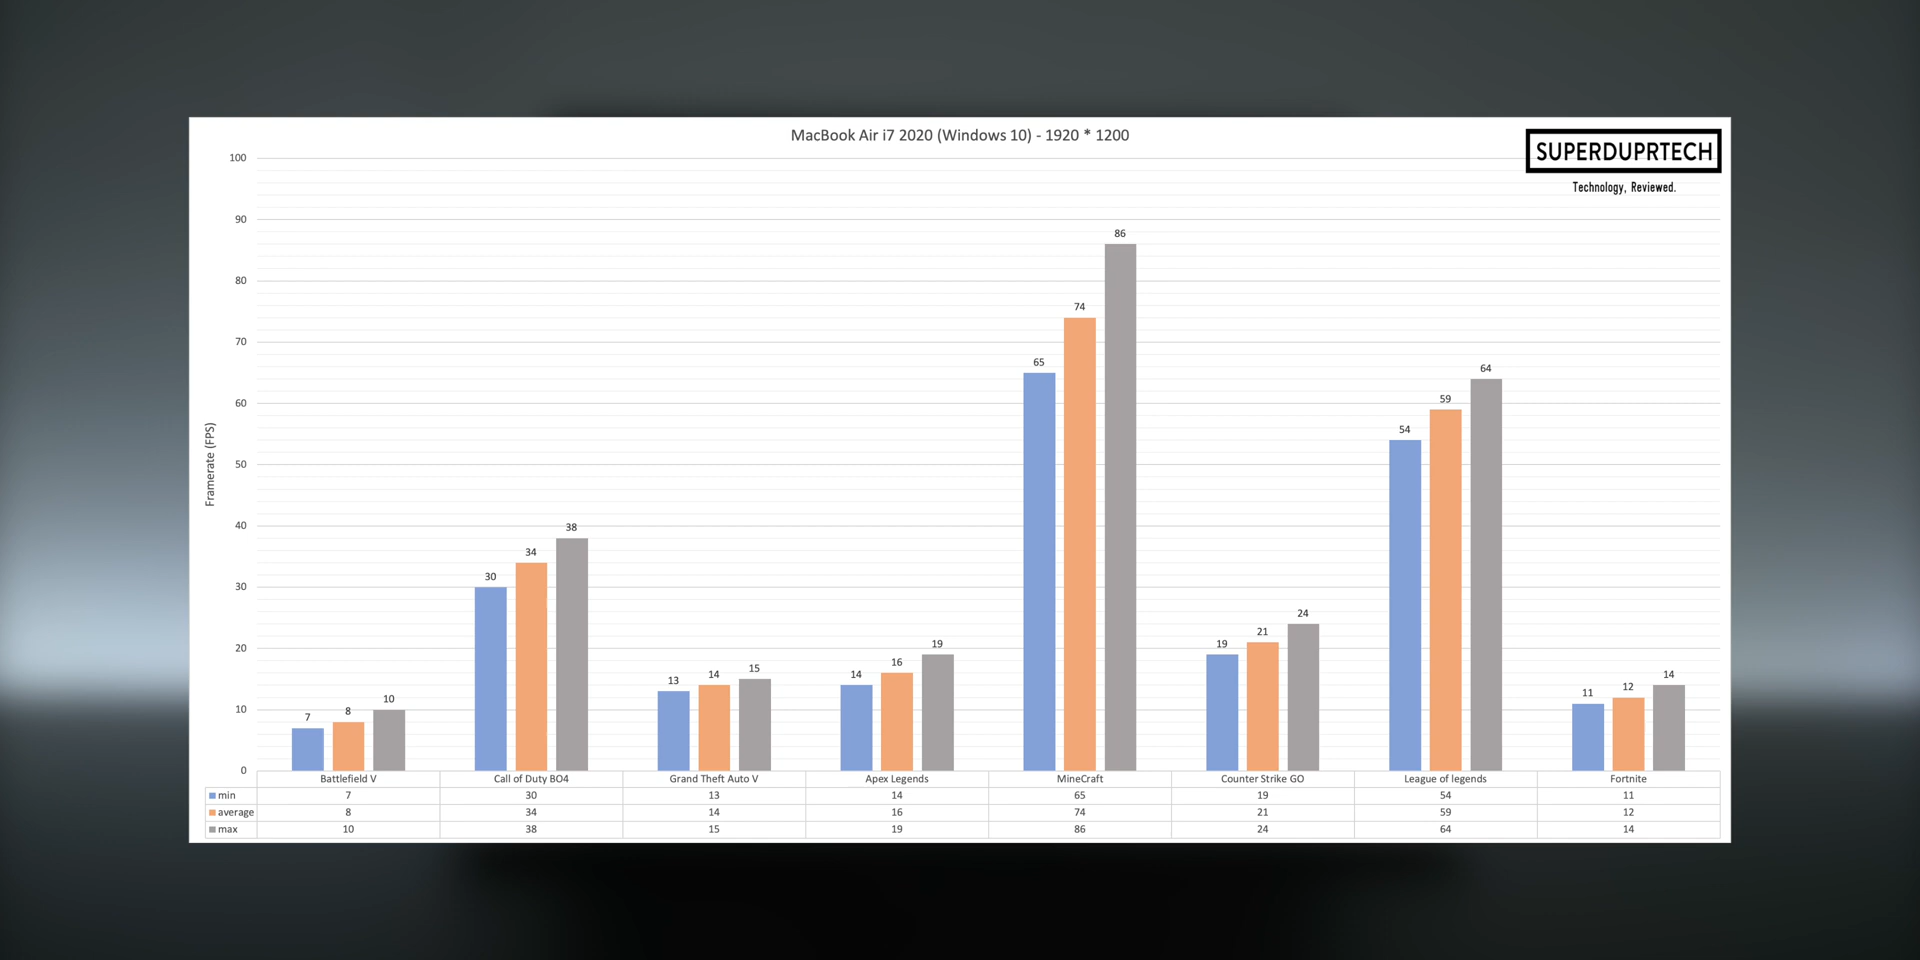 MacBook Air i7 2020 (Windows 10) - 1920 * 1200
SUPERDUPRTECH
Technology, Reviewed.
Framerate (FPS)
100
90
80
70
60
50
40
30
20
10
0
7 8 10
30 34 38
13 14 15
14 16 19
65 74 86
19 21 24
54 59 64
11 12 14
Battlefield V Call of Duty BO4 Grand Theft Auto V Apex Legends MineCraft Counter Strike GO League of legends Fortnite
min 7 30 13 14 65 19 54 11
average 8 34 14 16 74 21 59 12
max 10 38 15 19 86 24 64 14